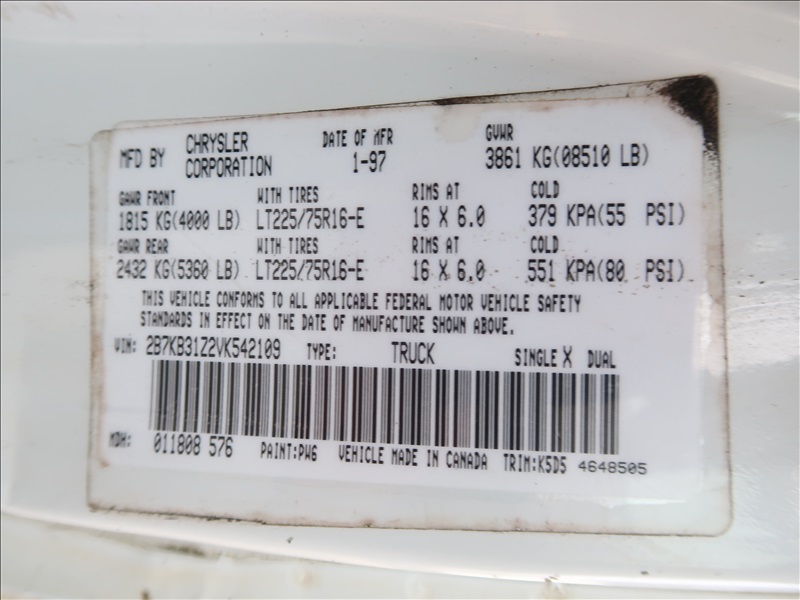 MFD BY CHRYSLER CORPORATION DATE OF MFR 1-97 GVWR 3861 KG(08510 LB)
GAWR FRONT WITH TIRES RIMS AT COLD
1815 KG(4000 LB) LT225/75R16-E 16 X 6.0 379 KPA(55 PSI)
GAWR REAR WITH TIRES RIMS AT COLD
2432 KG(5360 LB) LT225/75R16-E 16 X 6.0 551 KPA(80 PSI)
THIS VEHICLE CONFORMS TO ALL APPLICABLE FEDERAL MOTOR VEHICLE SAFETY
STANDARDS IN EFFECT ON THE DATE OF MANUFACTURE SHOWN ABOVE.
VIN: 2B7KB31Z2VK542109 TYPE: TRUCK SINGLE X DUAL
MDH: 011808 576 PAINT:PW6 VEHICLE MADE IN CANADA TRIM:K5D5 4648505